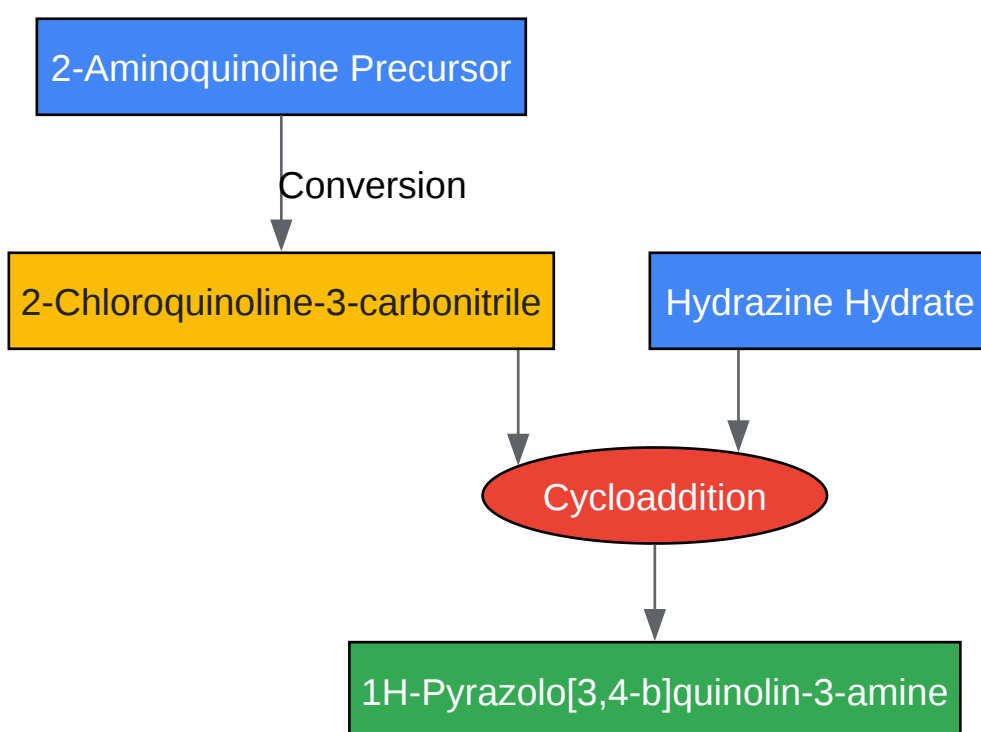 2-Aminoquinoline Precursor
Conversion
2-Chloroquinoline-3-carbonitrile
Hydrazine Hydrate
Cycloaddition
1H-Pyrazolo[3,4-b]quinolin-3-amine